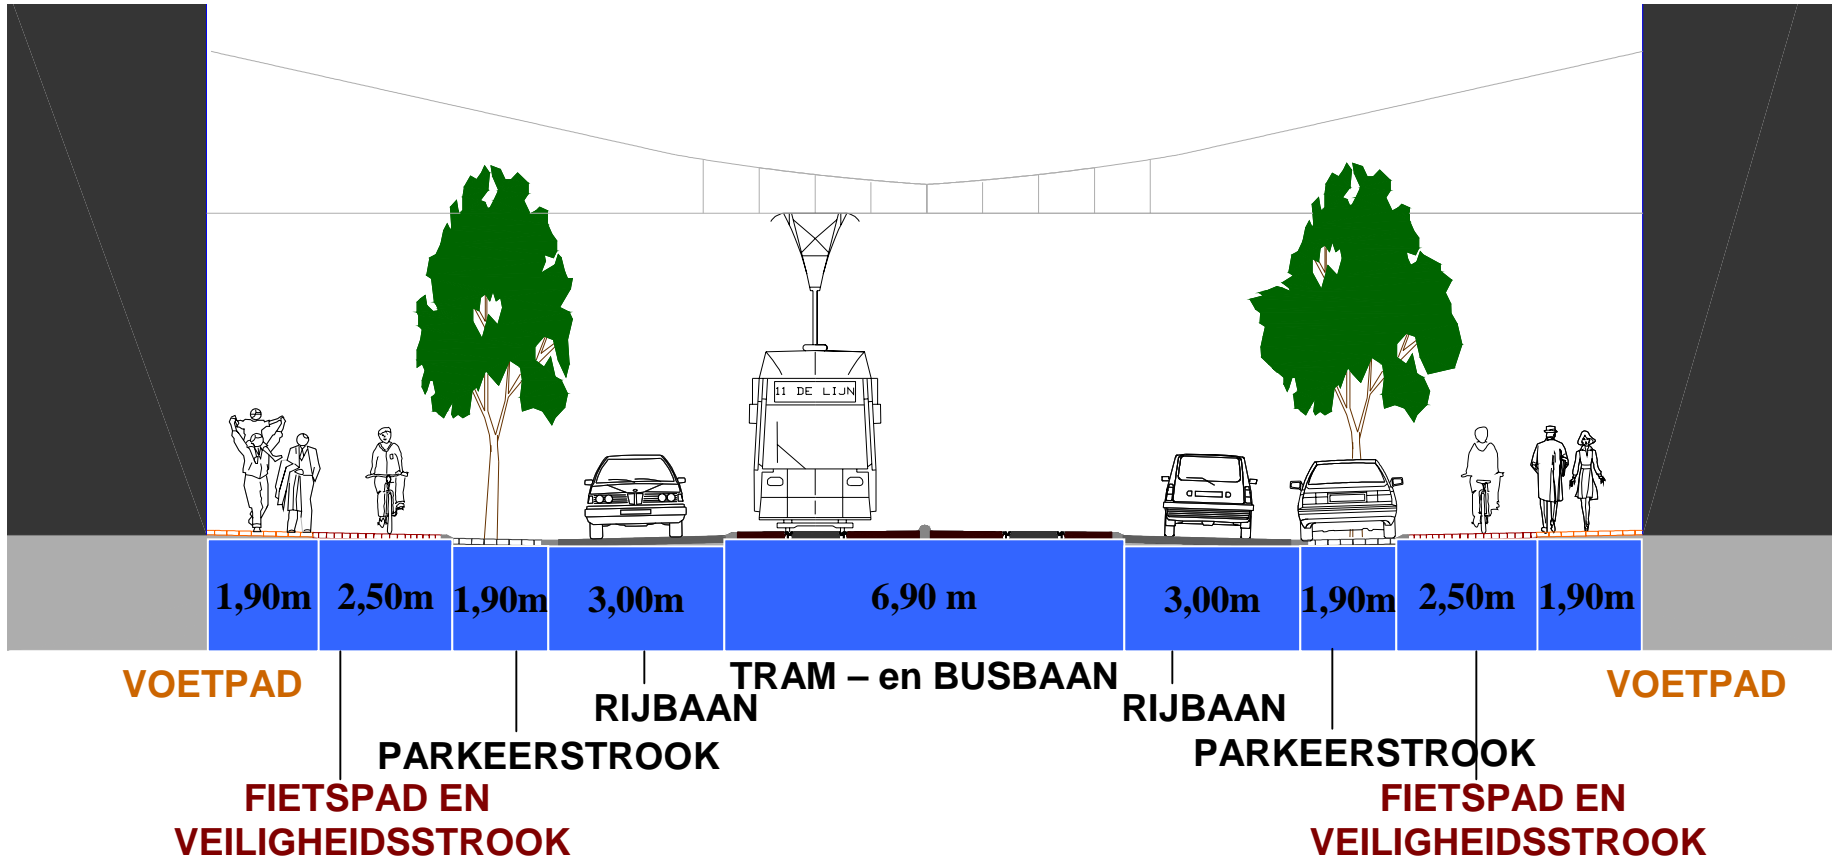 11 DE LIJN
1,90m 2,50m 1,90m 3,00m 6,90 m 3,00m 1,90m 2,50m 1,90m
VOETPAD
TRAM – en BUSBAAN
VOETPAD
RIJBAAN
RIJBAAN
PARKEERSTROOK
PARKEERSTROOK
FIETSPAD EN
VEILIGHEIDSSTROOK
FIETSPAD EN
VEILIGHEIDSSTROOK